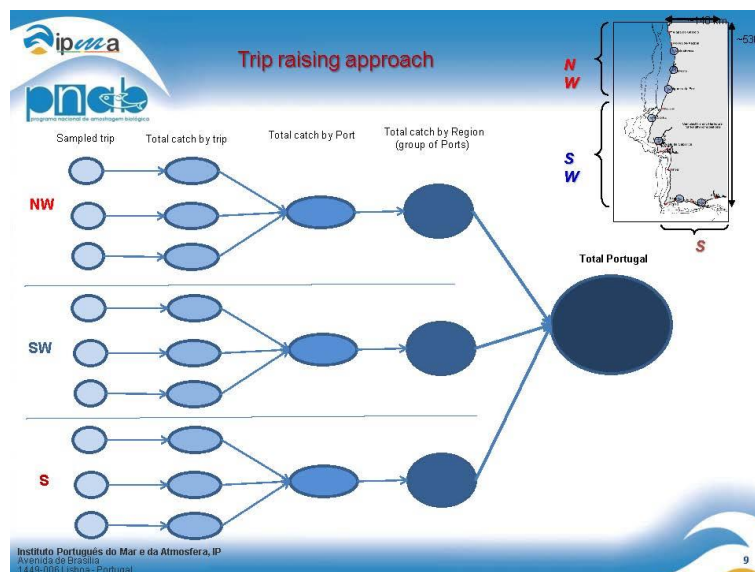 ipma
Trip raising approach
pnab
programa nacional de amostragem biológica
Sampled trip
Total catch by trip
Total catch by Port
Total catch by Region
(group of Ports)
NW
SW
S
Total Portugal
N
W
S
W
S
Instituto Português do Mar e da Atmosfera, IP
Avenida de Brasília
1449-006 Lisboa - Portugal
9